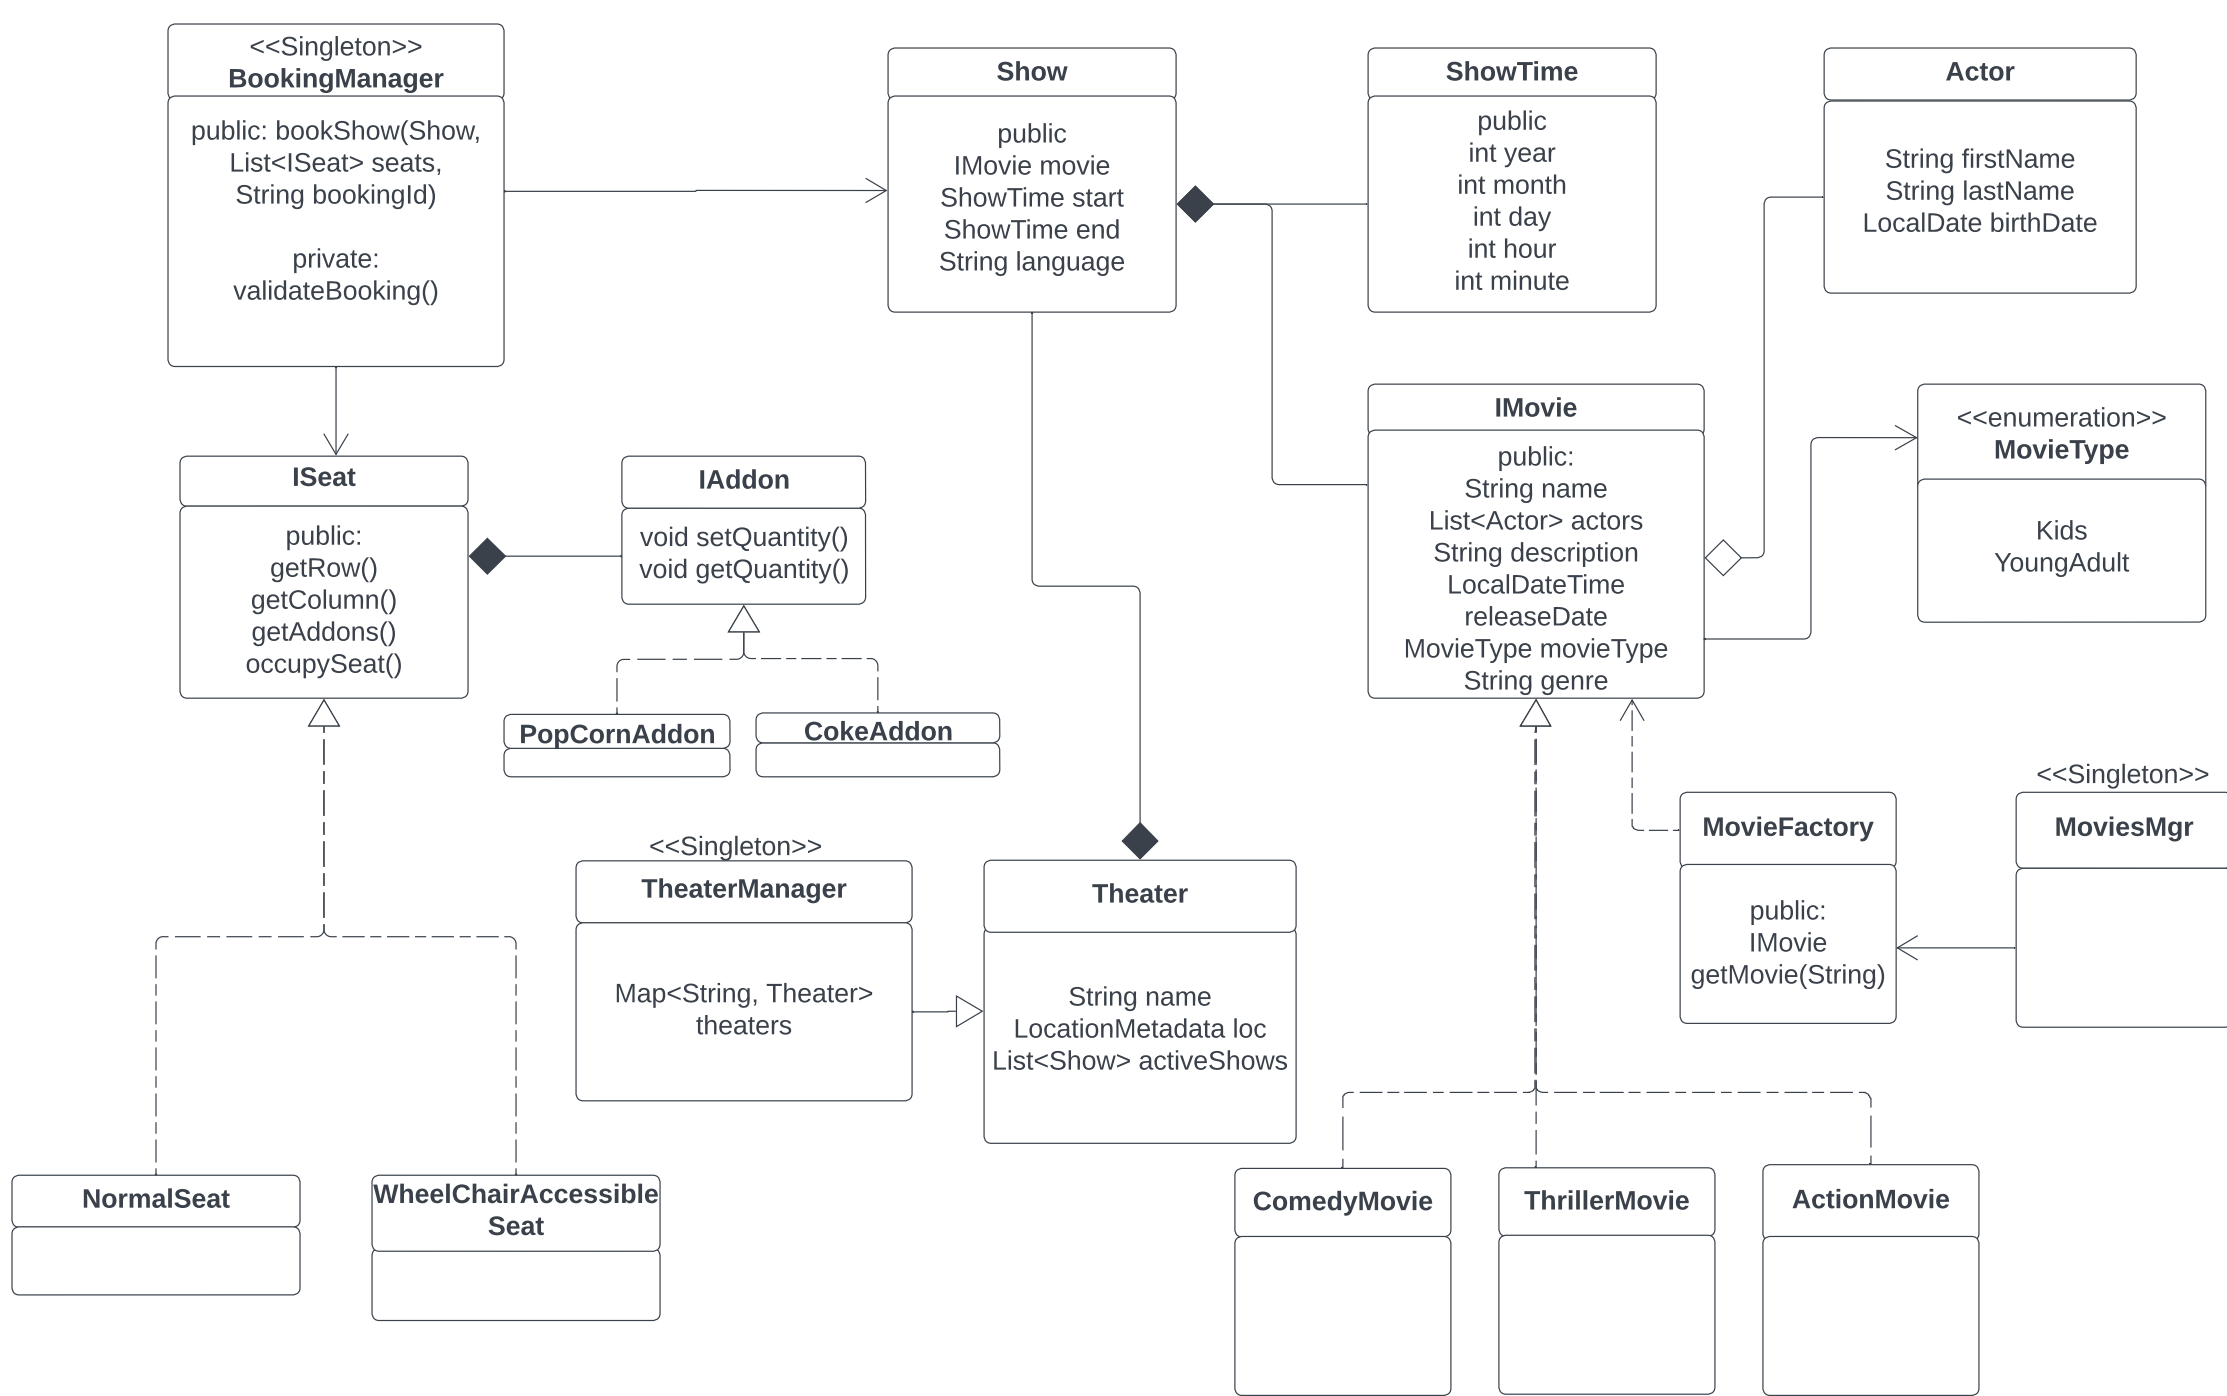 <<Singleton>>
BookingManager
public: bookShow(Show,
List<ISeat> seats,
String bookingId)
private:
validateBooking()
Show
public
IMovie movie
ShowTime start
ShowTime end
String language
ShowTime
public
int year
int month
int day
int hour
int minute
Actor
String firstName
String lastName
LocalDate birthDate
ISeat
public:
getRow()
getColumn()
getAddons()
occupySeat()
IAddon
void setQuantity()
void getQuantity()
IMovie
public:
String name
List<Actor> actors
String description
LocalDateTime
releaseDate
MovieType movieType
String genre
<<enumeration>>
MovieType
Kids
YoungAdult
PopCornAddon
CokeAddon
<<Singleton>>
TheaterManager
Map<String, Theater>
theaters
Theater
String name
LocationMetadata loc
List<Show> activeShows
MovieFactory
public:
IMovie
getMovie(String)
<<Singleton>>
MoviesMgr
NormalSeat
WheelChairAccessible
Seat
ComedyMovie
ThrillerMovie
ActionMovie